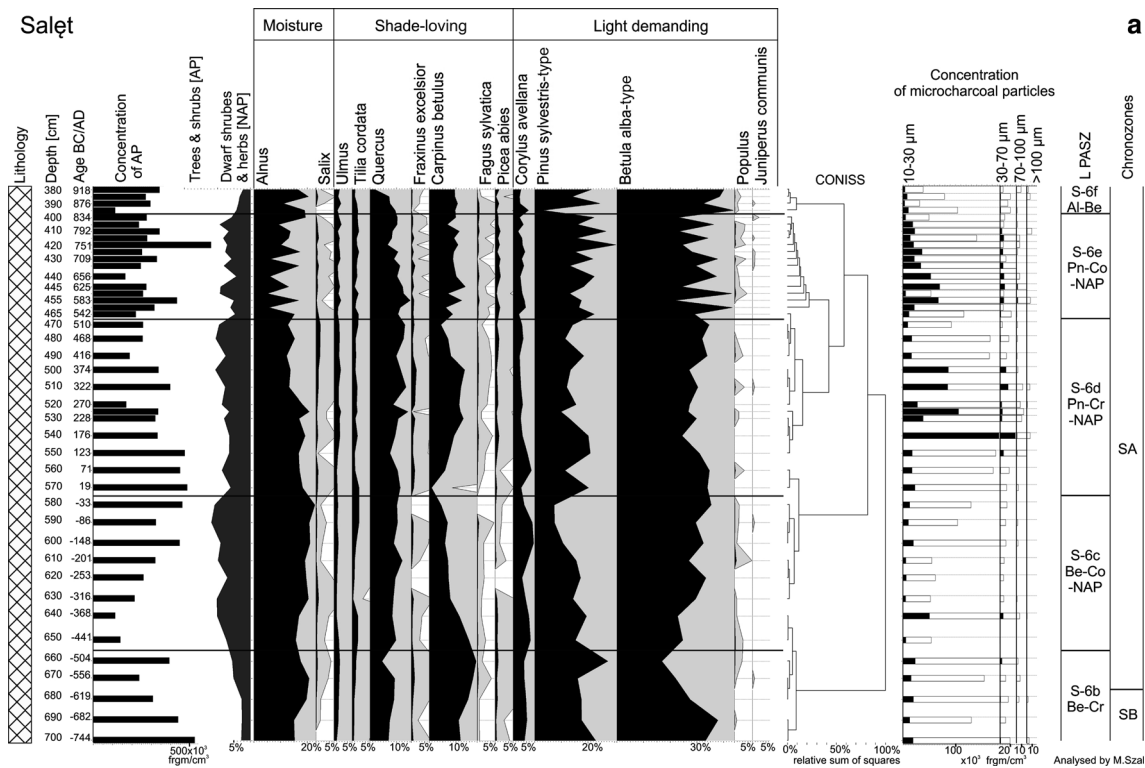 Salęt
a
Moisture
Shade-loving
Light demanding
Lithology
Depth [cm]
Age BC/AD
Concentration
of AP
Trees & shrubs [AP]
Dwarf shrubes
& herbs [NAP]
Alnus
Salix
Ulmus
Tilia cordata
Quercus
Fraxinus excelsior
Carpinus betulus
Fagus sylvatica
Picea abies
Corylus avellana
Pinus sylvestris-type
Betula alba-type
Populus
Juniperus communis
CONISS
Concentration
of microcharcoal particles
10-30 µm
30-70 µm
70-100 µm
>100 µm
L PASZ
Chronozones
380 918
390 876
400 834
410 792
420 751
430 709
440 656
445 625
455 583
465 542
470 510
480 468
490 416
500 374
510 322
520 270
530 228
540 176
550 123
560 71
570 19
580 -33
590 -86
600 -148
610 -201
620 -253
630 -316
640 -368
650 -441
660 -504
670 -556
680 -619
690 -682
700 -744
S-6f
Al-Be
S-6e
Pn-Co
-NAP
S-6d
Pn-Cr
-NAP
S-6c
Be-Co
-NAP
S-6b
Be-Cr
SA
SB
500x10³
frgm/cm³
5%
20% 5% 5% 5% 10% 5% 10% 5% 5% 5% 20% 30% 5% 5%
0% 50% 100%
relative sum of squares
100 20 10 10
x10³ frgm/cm³
Analysed by M.Szal